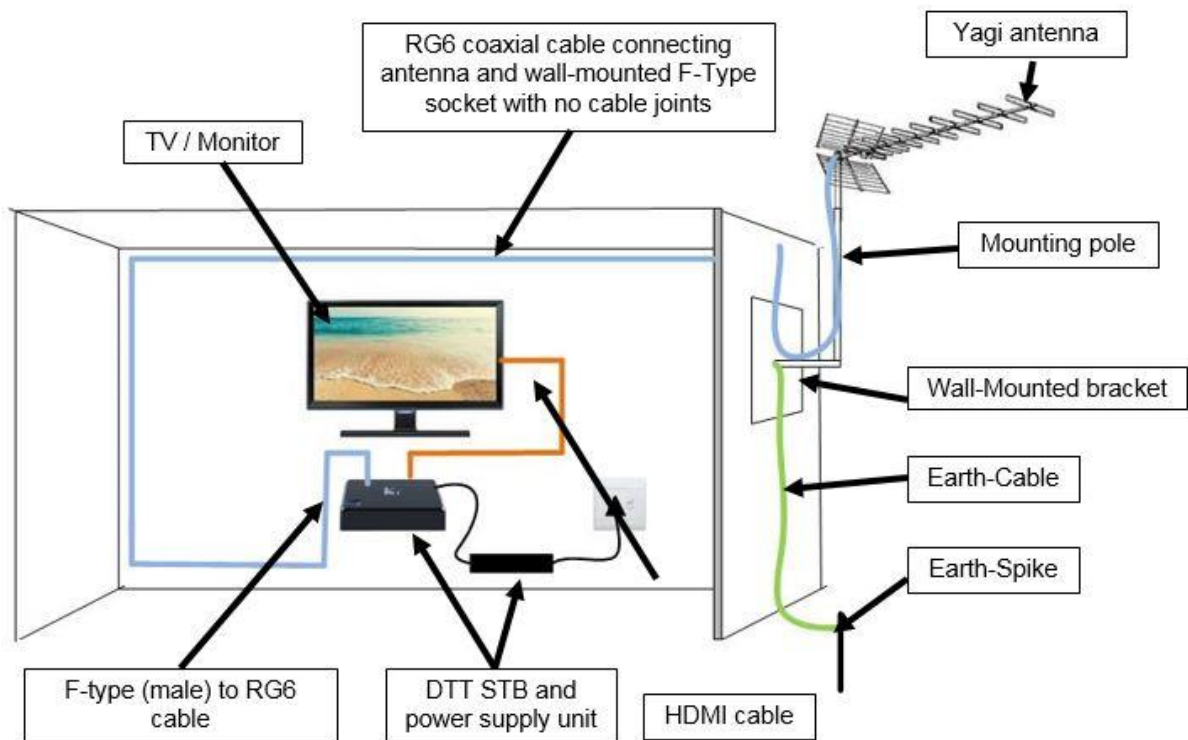 Yagi antenna
RG6 coaxial cable connecting
antenna and wall-mounted F-Type
socket with no cable joints
TV / Monitor
Mounting pole
Wall-Mounted bracket
Earth-Cable
Earth-Spike
F-type (male) to RG6
cable
DTT STB and
power supply unit
HDMI cable